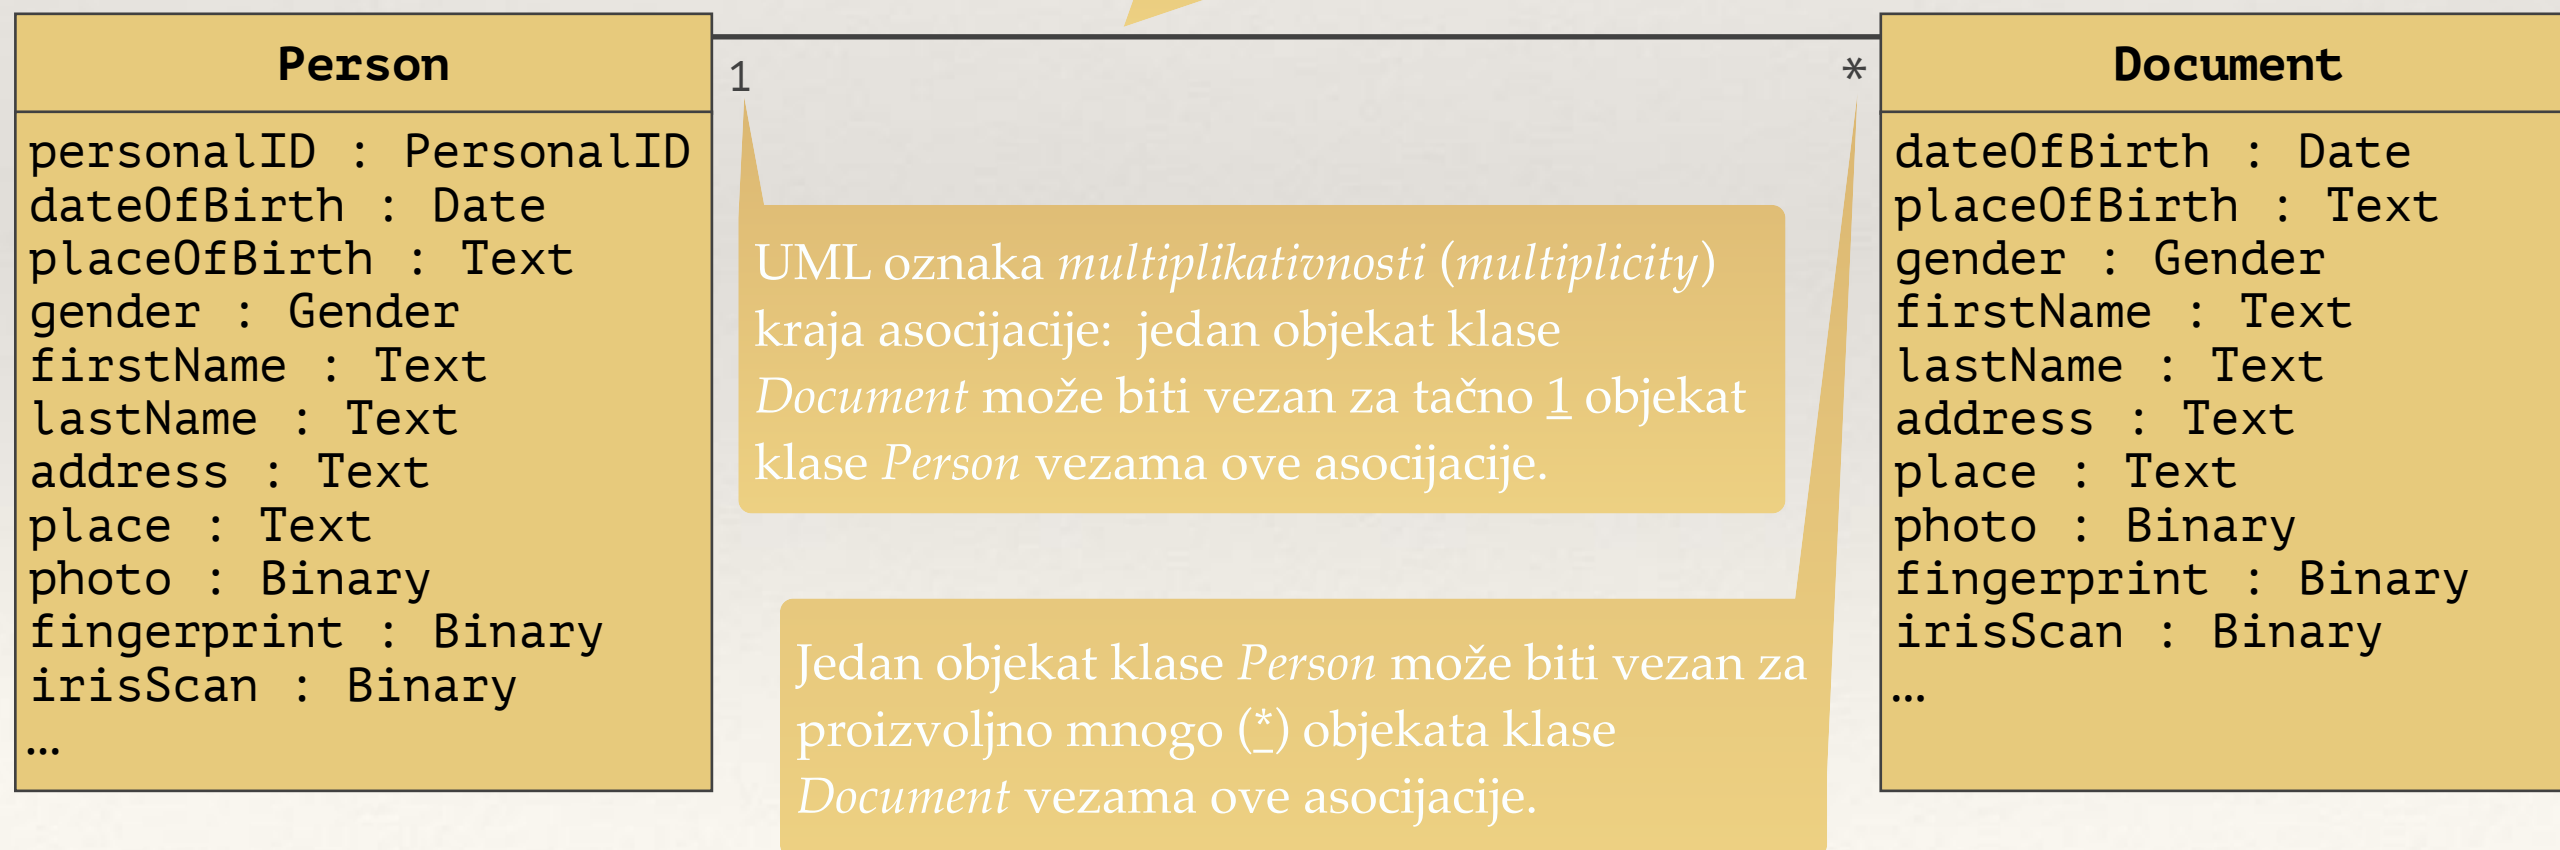 Person
personalID : PersonalID
dateOfBirth : Date
placeOfBirth : Text
gender : Gender
firstName : Text
lastName : Text
address : Text
place : Text
photo : Binary
fingerprint : Binary
irisScan : Binary
…
1
*
UML oznaka multiplikativnosti (multiplicity)
kraja asocijacije:  jedan objekat klase
Document može biti vezan za tačno 1 objekat
klase Person vezama ove asocijacije.
Jedan objekat klase Person može biti vezan za
proizvoljno mnogo (*) objekata klase
Document vezama ove asocijacije.
Document
dateOfBirth : Date
placeOfBirth : Text
gender : Gender
firstName : Text
lastName : Text
address : Text
place : Text
photo : Binary
fingerprint : Binary
irisScan : Binary
…